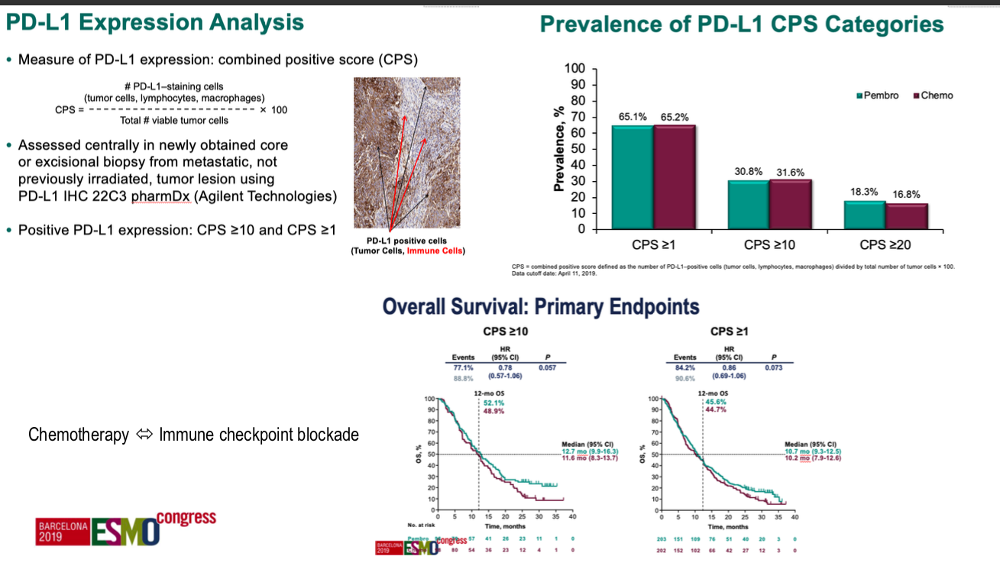 PD-L1 Expression Analysis
• Measure of PD-L1 expression: combined positive score (CPS)
# PD-L1–staining cells
(tumor cells, lymphocytes, macrophages)
CPS = × 100
Total # viable tumor cells
• Assessed centrally in newly obtained core
or excisional biopsy from metastatic, not
previously irradiated, tumor lesion using
PD-L1 IHC 22C3 pharmDx (Agilent Technologies)
• Positive PD-L1 expression: CPS ≥10 and CPS ≥1
PD-L1 positive cells
(Tumor Cells, Immune Cells)
Prevalence of PD-L1 CPS Categories
Prevalence, %
100
90
80
70
60
50
40
30
20
10
0
Pembro Chemo
65.1% 65.2%
30.8% 31.6%
18.3% 16.8%
CPS ≥1 CPS ≥10 CPS ≥20
CPS = combined positive score defined as the number of PD-L1–positive cells (tumor cells, lymphocytes, macrophages) divided by total number of tumor cells × 100.
Data cutoff date: April 11, 2019.
Overall Survival: Primary Endpoints
CPS ≥10
HR
Events (95% CI) P
77.1% 0.78 0.057
88.8% (0.57-1.06)
12-mo OS
52.1%
48.9%
OS, %
100
90
80
70
60
50
40
30
20
10
0
Median (95% CI)
12.7 mo (9.9-16.3)
11.6 mo (8.3-13.7)
0 5 10 15 20 25 30 35 40
Time, months
No. at risk
Pembro 57 41 26 23 11 1 0
80 54 36 23 12 4 1 0
CPS ≥1
HR
Events (95% CI) P
84.2% 0.86 0.073
90.6% (0.69-1.06)
12-mo OS
45.6%
44.7%
OS, %
100
90
80
70
60
50
40
30
20
10
0
Median (95% CI)
10.7 mo (9.3-12.5)
10.2 mo (7.9-12.6)
0 5 10 15 20 25 30 35 40
Time, months
203 151 109 76 51 40 20 3 0
202 152 102 66 42 27 12 3 0
Chemotherapy ⇔ Immune checkpoint blockade
BARCELONA
2019
ESMO congress
BARCELONA
2019
ESMO congress